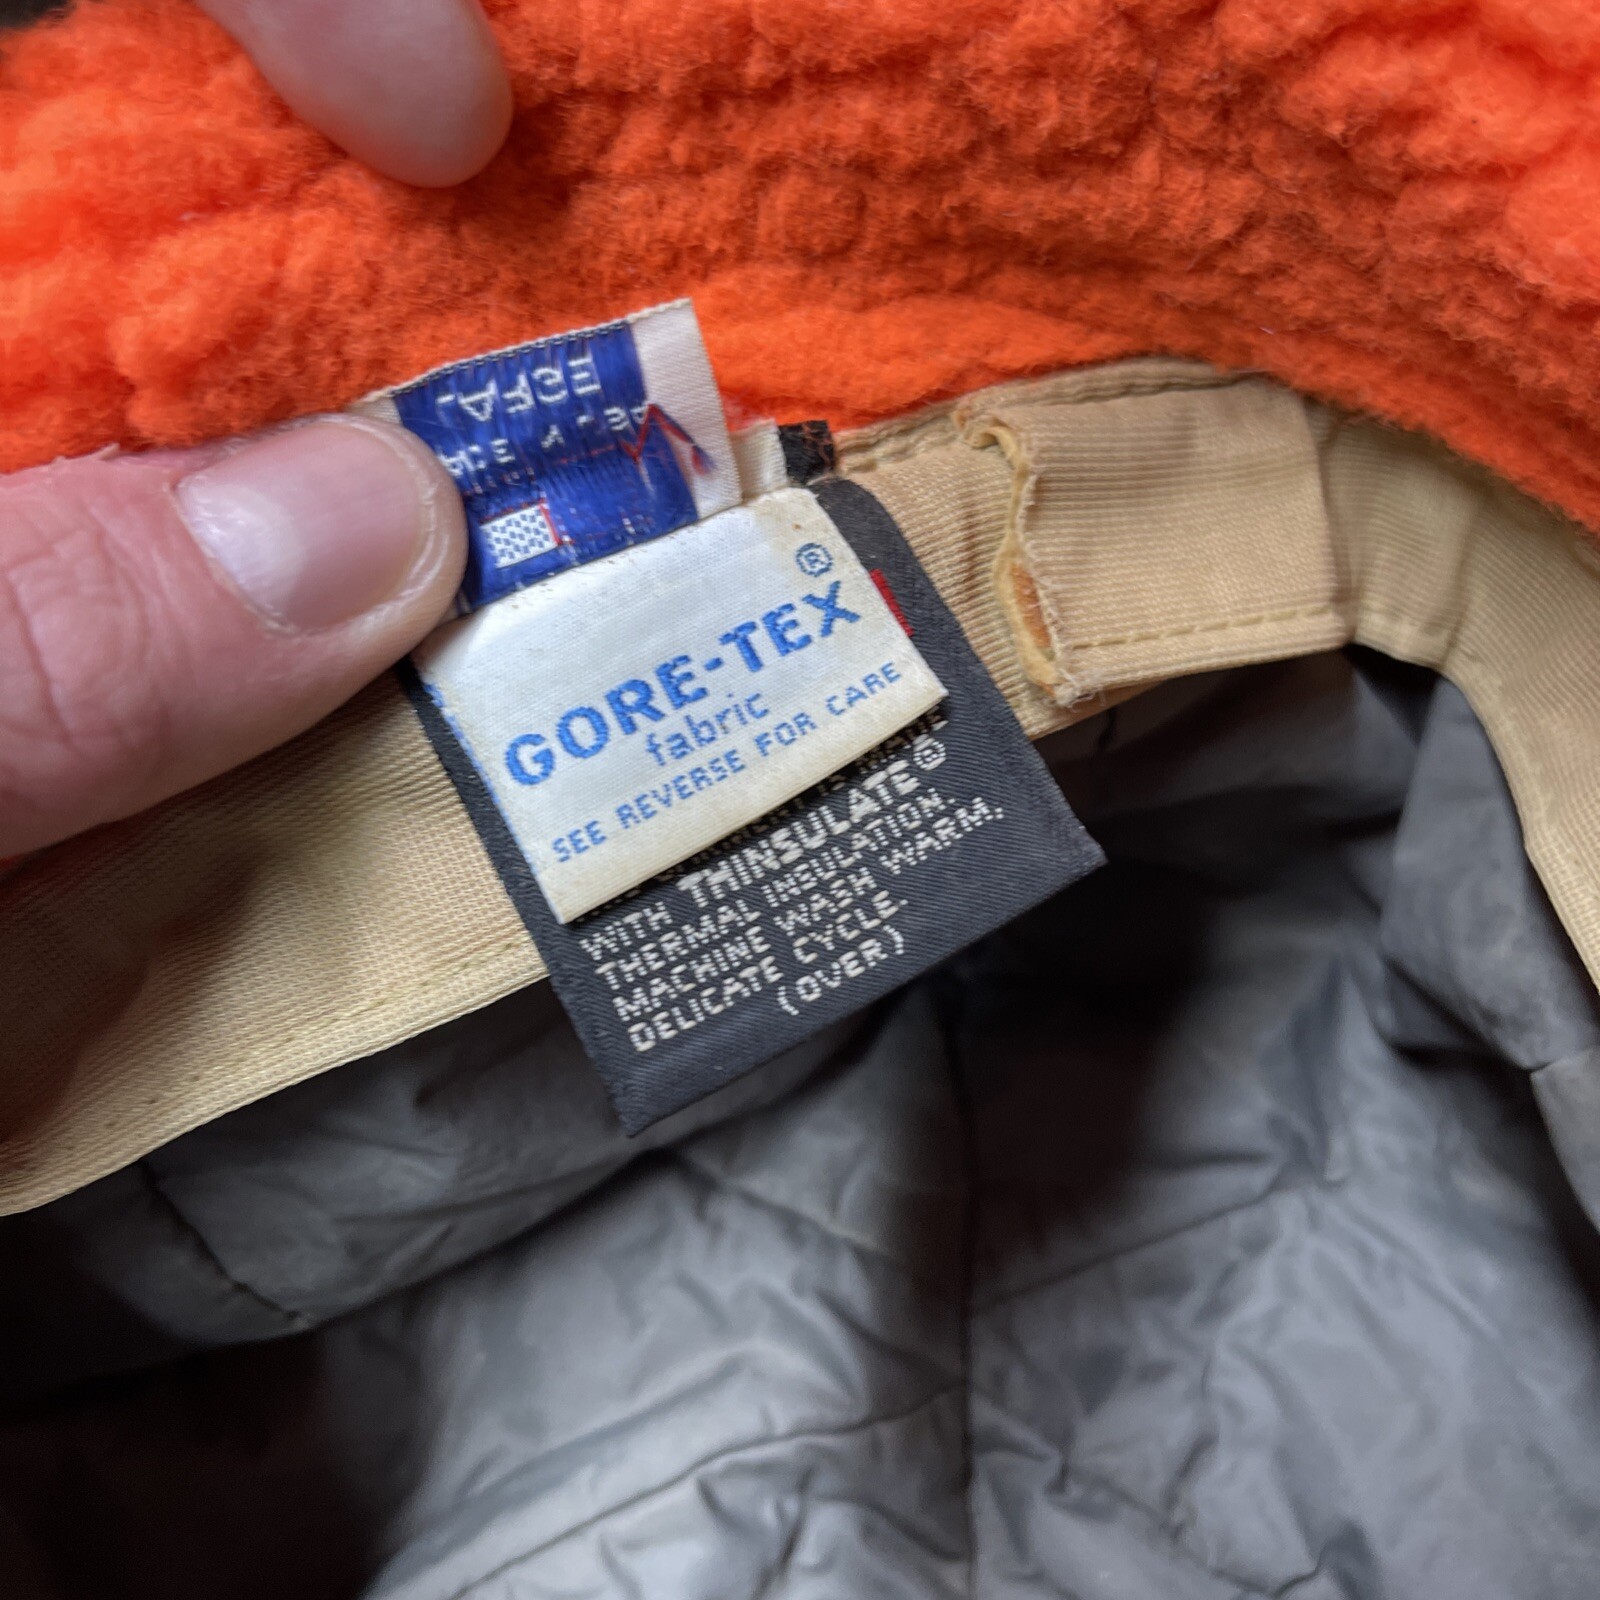 GORE-TEX®
fabric
SEE REVERSE FOR CARE
WITH THINSULATE®
THERMAL INSULATION.
MACHINE WASH WARM,
DELICATE CYCLE.
(OVER)